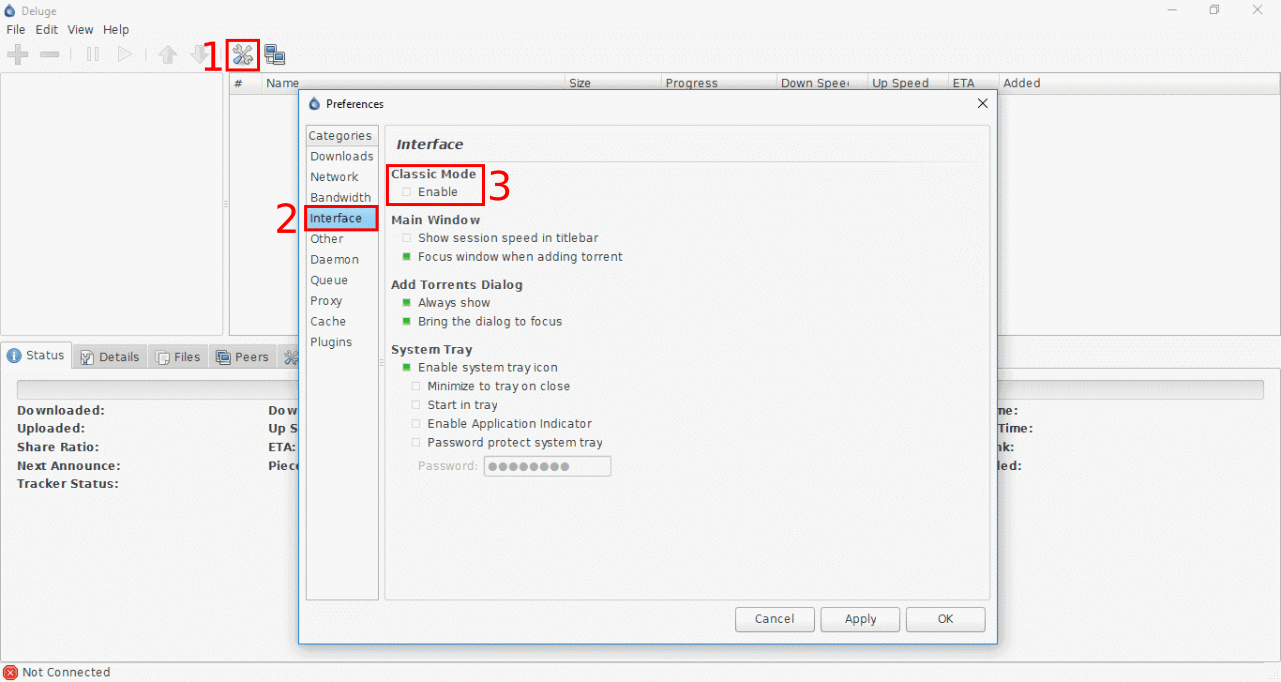 Deluge
File Edit View Help
1
# Name Size Progress Down Speed Up Speed ETA Added
Preferences
Categories
Downloads
Network
Bandwidth
2 Interface
Other
Daemon
Queue
Proxy
Cache
Plugins
Interface
Classic Mode
Enable 3
Main Window
Show session speed in titlebar
Focus window when adding torrent
Add Torrents Dialog
Always show
Bring the dialog to focus
System Tray
Enable system tray icon
Minimize to tray on close
Start in tray
Enable Application Indicator
Password protect system tray
Password:
Cancel Apply OK
Status Details Files Peers
Downloaded:
Uploaded:
Share Ratio:
Next Announce:
Tracker Status:
Dow
Up S
ETA:
Piece
me:
Time:
nk:
led:
Not Connected